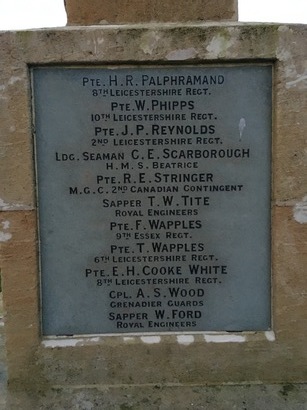 Pte. H. R. Palphramand
8th Leicestershire Regt.
Pte. W. Phipps
10th Leicestershire Regt.
Pte. J. P. Reynolds
2nd Leicestershire Regt.
Ldg. Seaman C. E. Scarborough
H.M.S. Beatrice
Pte. R. E. Stringer
M.G.C. 2nd Canadian Contingent
Sapper T. W. Tite
Royal Engineers
Pte. F. Wapples
9th Essex Regt.
Pte. T. Wapples
6th Leicestershire Regt.
Pte. E. H. Cooke White
8th Leicestershire Regt.
Cpl. A. S. Wood
Grenadier Guards
Sapper W. Ford
Royal Engineers